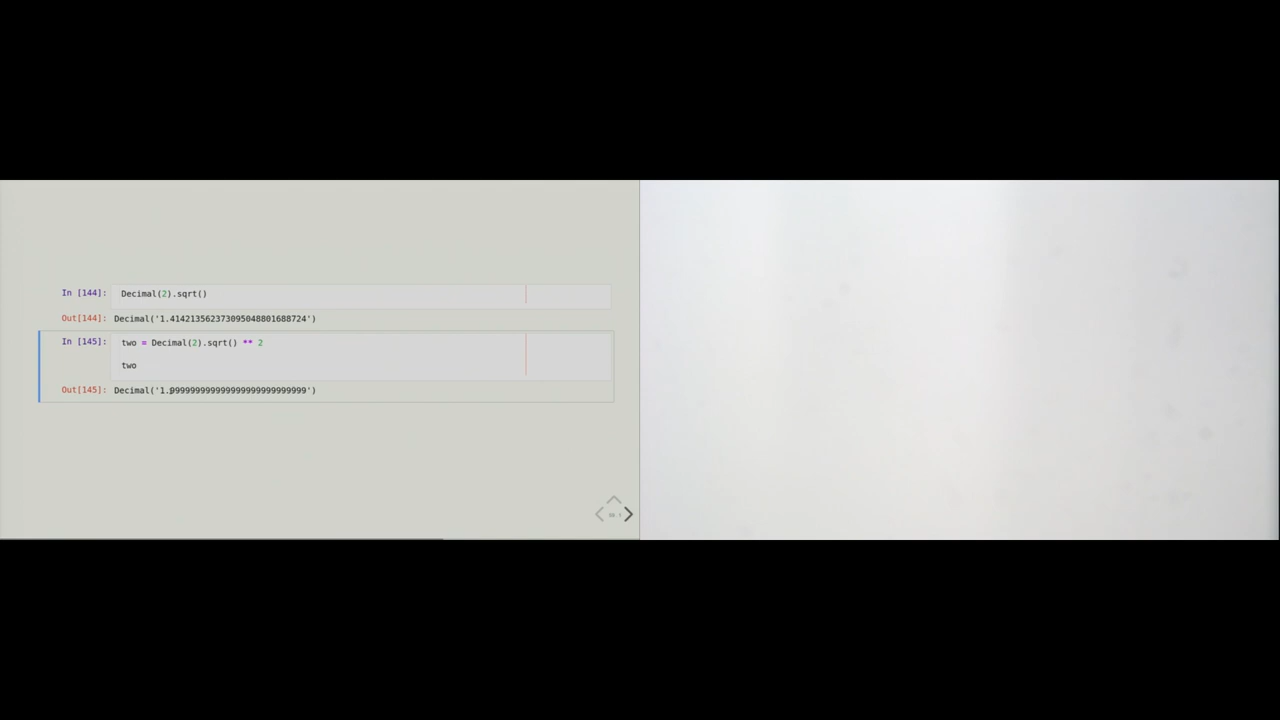 In [144]: Decimal(2).sqrt()
Out[144]: Decimal('1.414213562373095048801688724')
In [145]: two = Decimal(2).sqrt() ** 2
two
Out[145]: Decimal('1.999999999999999999999999999')